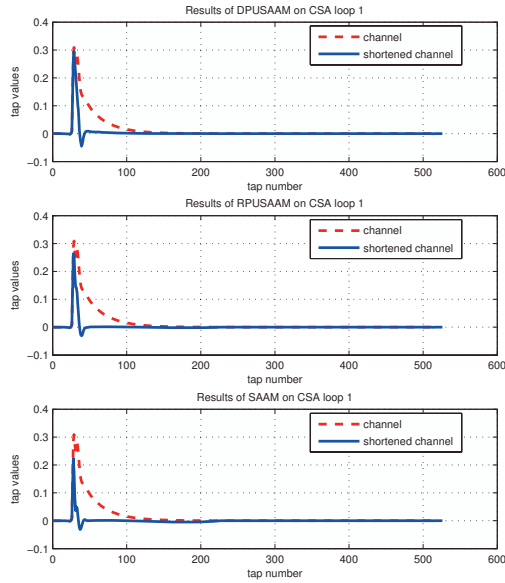 Results of DPUSAAM on CSA loop 1
0.4
0.3
0.2
0.1
0
−0.1
tap values
channel
shortened channel
0 100 200 300 400 500 600
tap number
Results of RPUSAAM on CSA loop 1
0.4
0.3
0.2
0.1
0
−0.1
tap values
channel
shortened channel
0 100 200 300 400 500 600
tap number
Results of SAAM on CSA loop 1
0.4
0.3
0.2
0.1
0
−0.1
tap values
channel
shortened channel
0 100 200 300 400 500 600
tap number